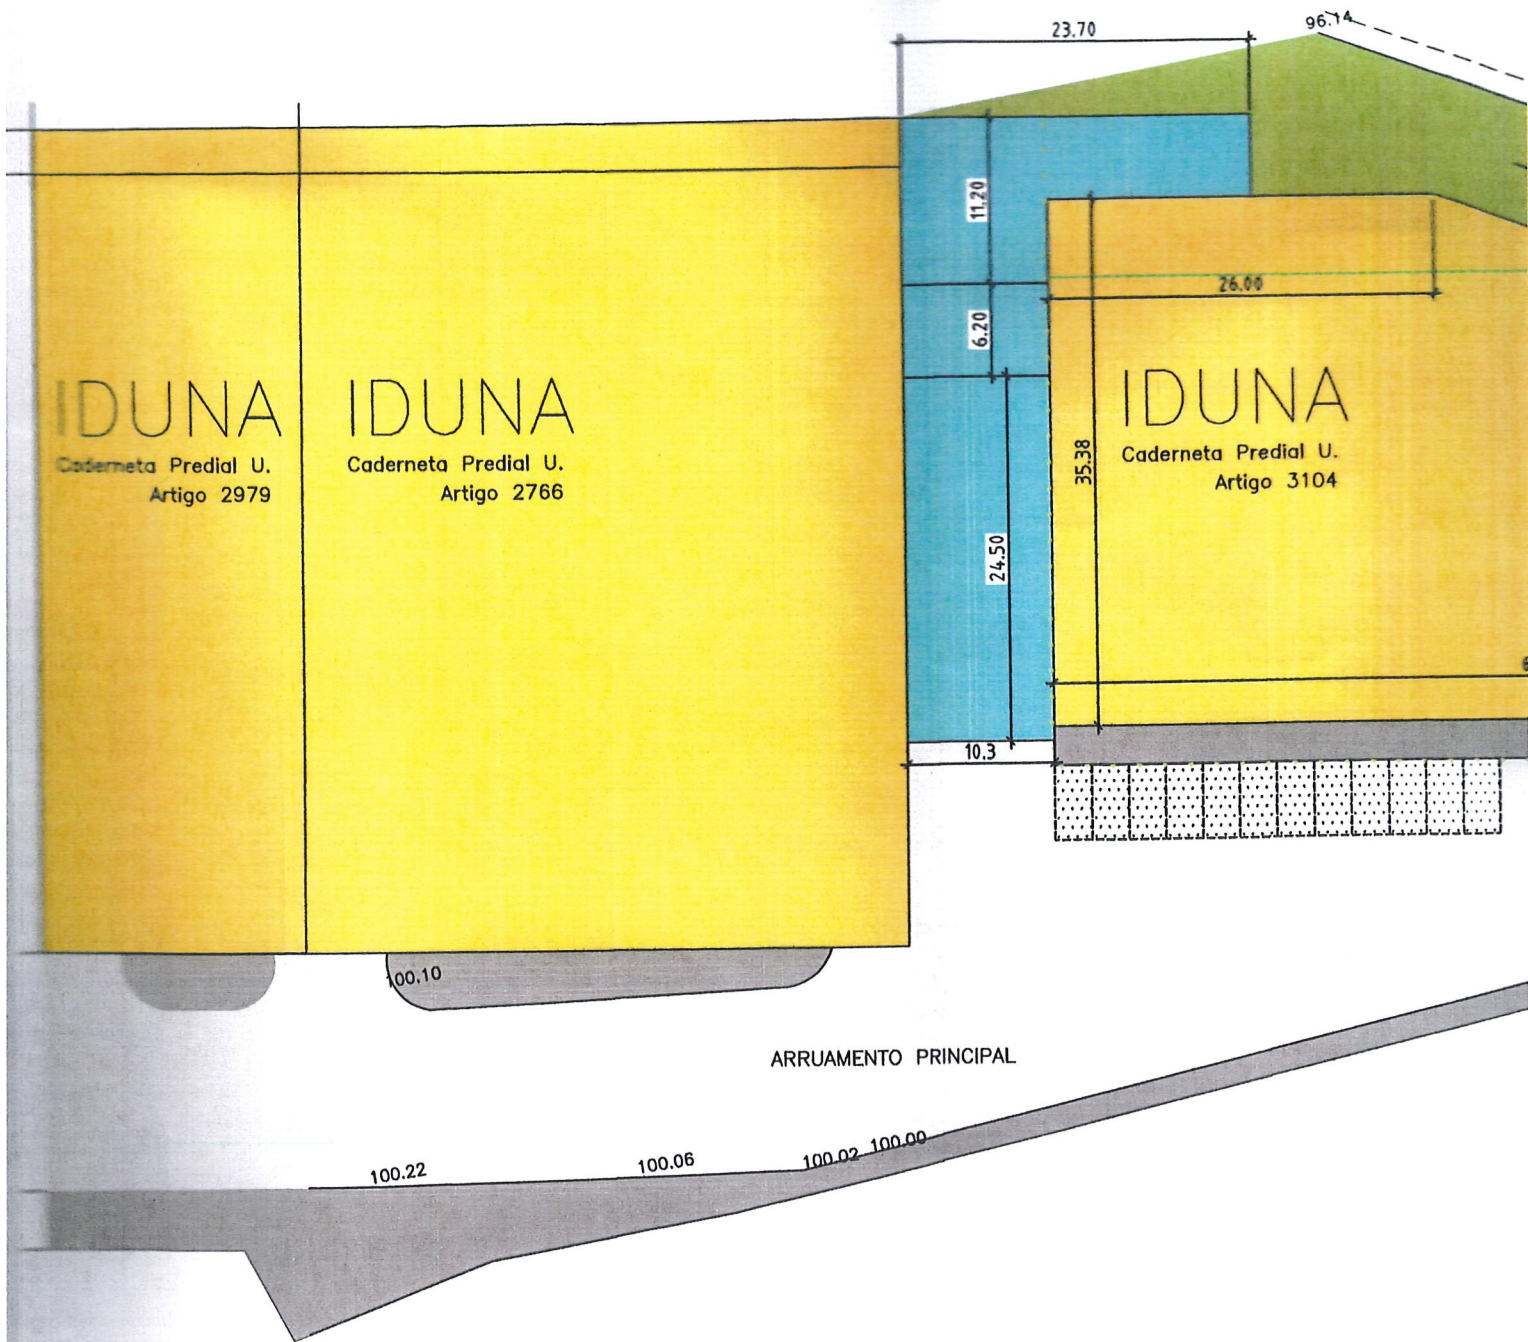 23.70
96.14
11.20
26.00
6.20
IDUNA
Caderneta Predial U.
Artigo 2979
IDUNA
Caderneta Predial U.
Artigo 2766
IDUNA
Caderneta Predial U.
Artigo 3104
35.38
24.50
10.3
100.10
ARRUAMENTO PRINCIPAL
100.22
100.06
100.02
100.00